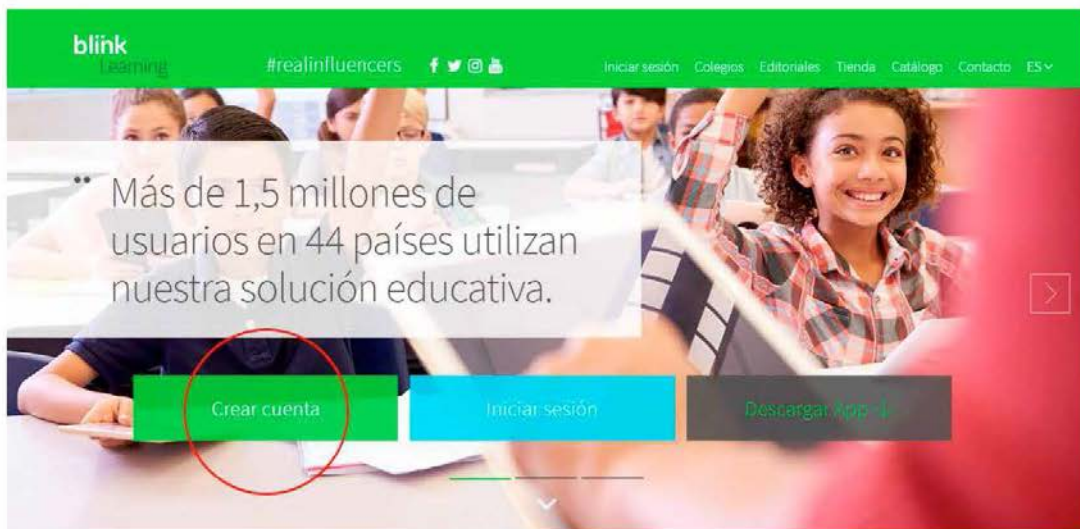 blink
Learning
#realinfluencers
Iniciar sesión Colegios Editoriales Tienda Catálogo Contacto ES
Más de 1,5 millones de
usuarios en 44 países utilizan
nuestra solución educativa.
Crear cuenta
Iniciar sesión
Descargar App